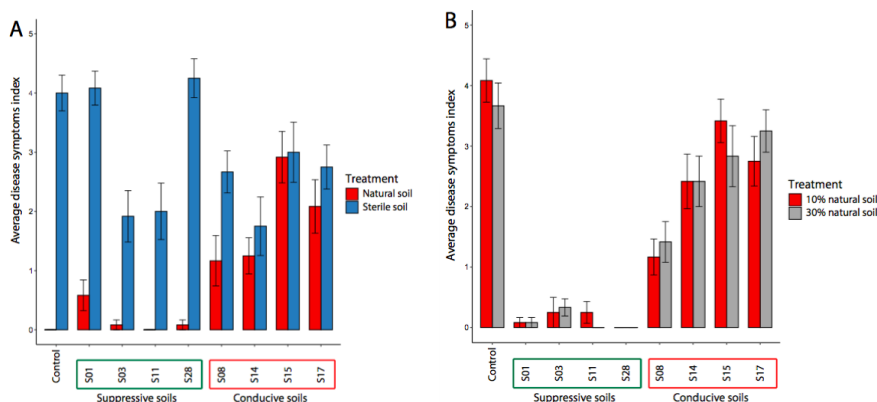 A
Average disease symptoms index
5
4
3
2
1
0
Treatment
Natural soil
Sterile soil
Control
S01
S03
S11
S28
S08
S14
S15
S17
Suppressive soils
Conducive soils
B
Average disease symptoms index
5
4
3
2
1
0
Treatment
10% natural soil
30% natural soil
Control
S01
S03
S11
S28
S08
S14
S15
S17
Suppressive soils
Conducive soils